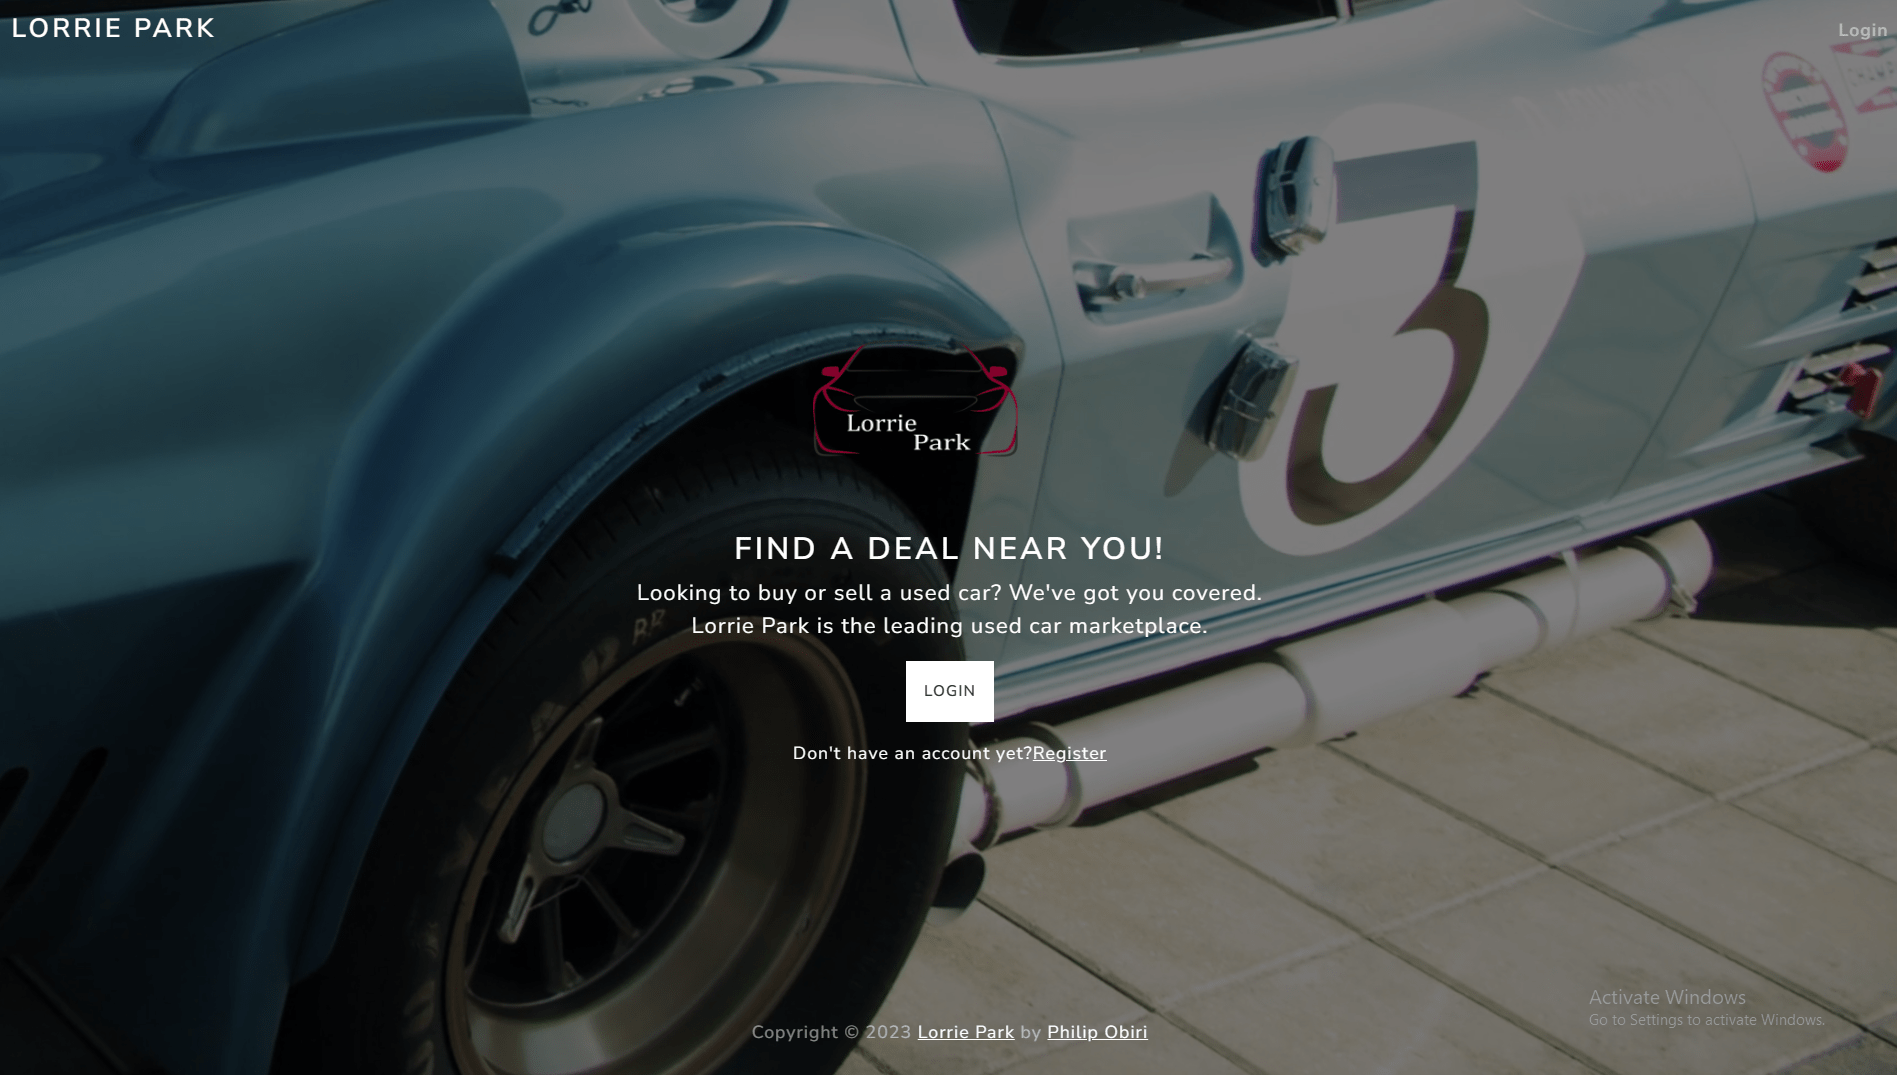 LORRIE PARK
Login
3
Lorrie
Park
FIND A DEAL NEAR YOU!
Looking to buy or sell a used car? We've got you covered.
Lorrie Park is the leading used car marketplace.
LOGIN
Don't have an account yet?Register
Activate Windows
Go to Settings to activate Windows.
Copyright © 2023 Lorrie Park by Philip Obiri